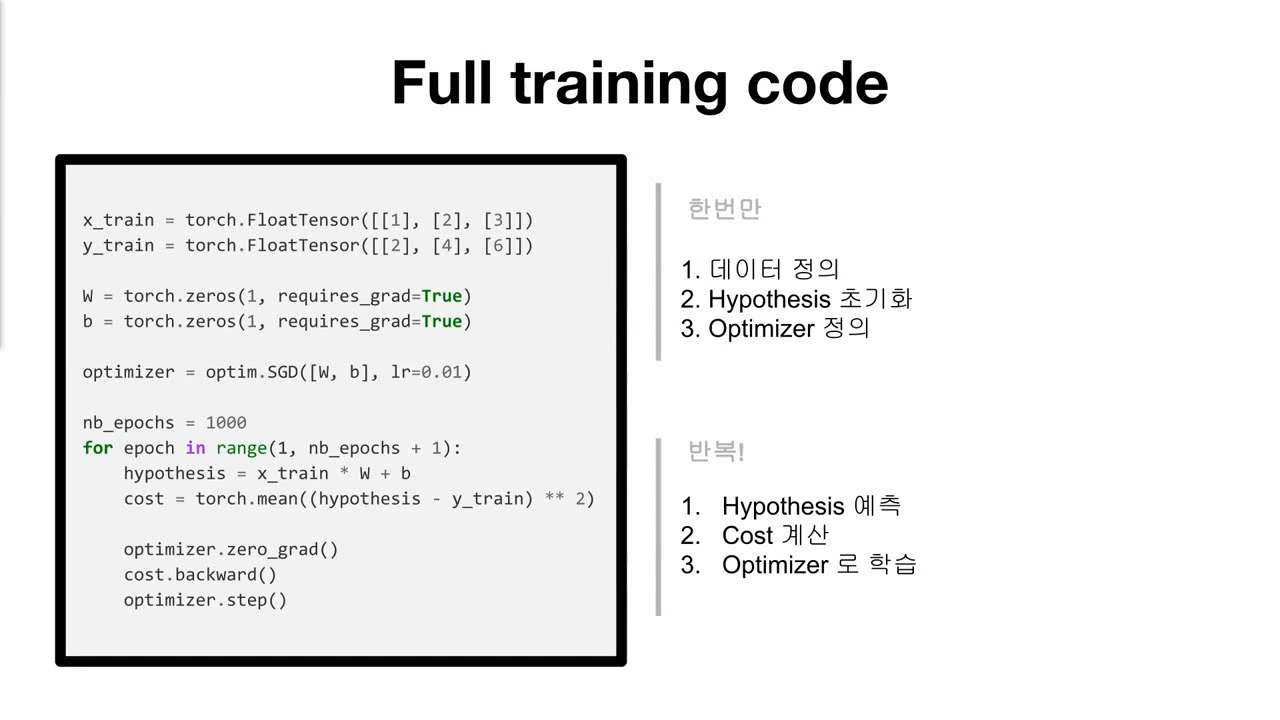 Full training code
x_train = torch.FloatTensor([[1], [2], [3]])
y_train = torch.FloatTensor([[2], [4], [6]])
W = torch.zeros(1, requires_grad=True)
b = torch.zeros(1, requires_grad=True)
optimizer = optim.SGD([W, b], lr=0.01)
nb_epochs = 1000
for epoch in range(1, nb_epochs + 1):
    hypothesis = x_train * W + b
    cost = torch.mean((hypothesis - y_train) ** 2)
    optimizer.zero_grad()
    cost.backward()
    optimizer.step()
한번만
1. 데이터 정의
2. Hypothesis 초기화
3. Optimizer 정의
반복!
1. Hypothesis 예측
2. Cost 계산
3. Optimizer 로 학습